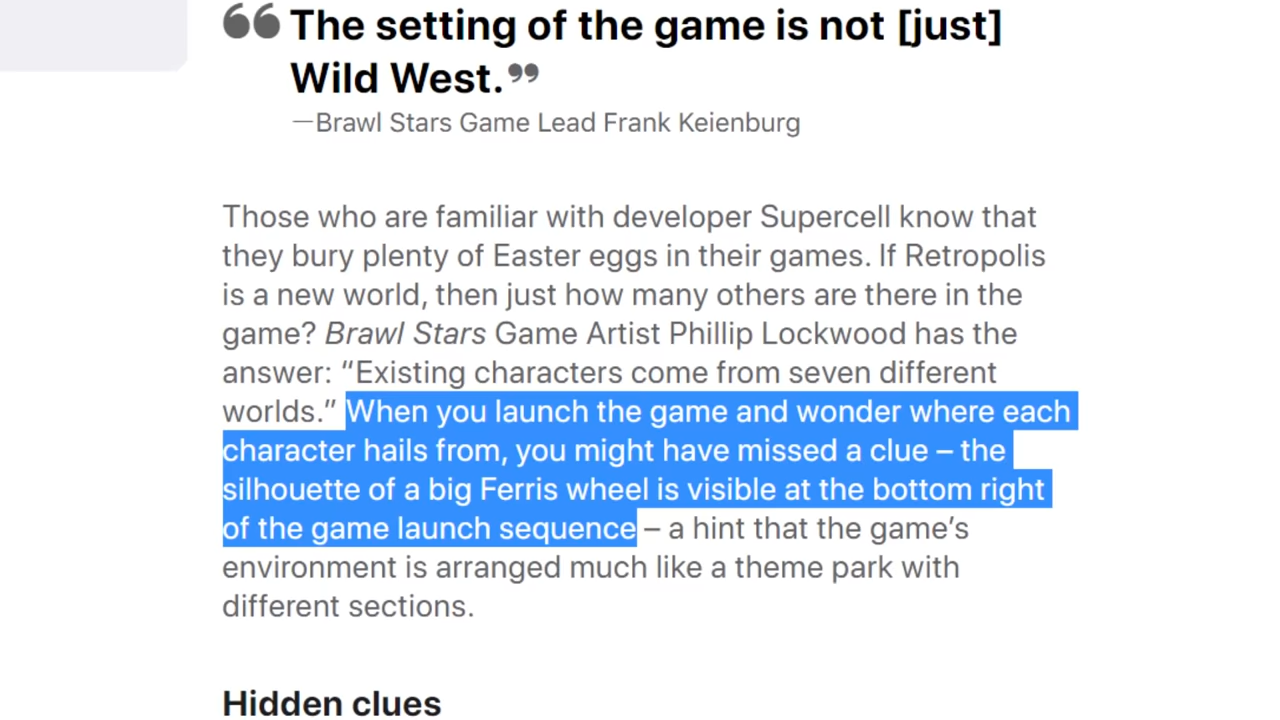 ❝ The setting of the game is not [just]
Wild West.❞
—Brawl Stars Game Lead Frank Keienburg
Those who are familiar with developer Supercell know that
they bury plenty of Easter eggs in their games. If Retropolis
is a new world, then just how many others are there in the
game? Brawl Stars Game Artist Phillip Lockwood has the
answer: “Existing characters come from seven different
worlds.” When you launch the game and wonder where each
character hails from, you might have missed a clue – the
silhouette of a big Ferris wheel is visible at the bottom right
of the game launch sequence – a hint that the game’s
environment is arranged much like a theme park with
different sections.
Hidden clues